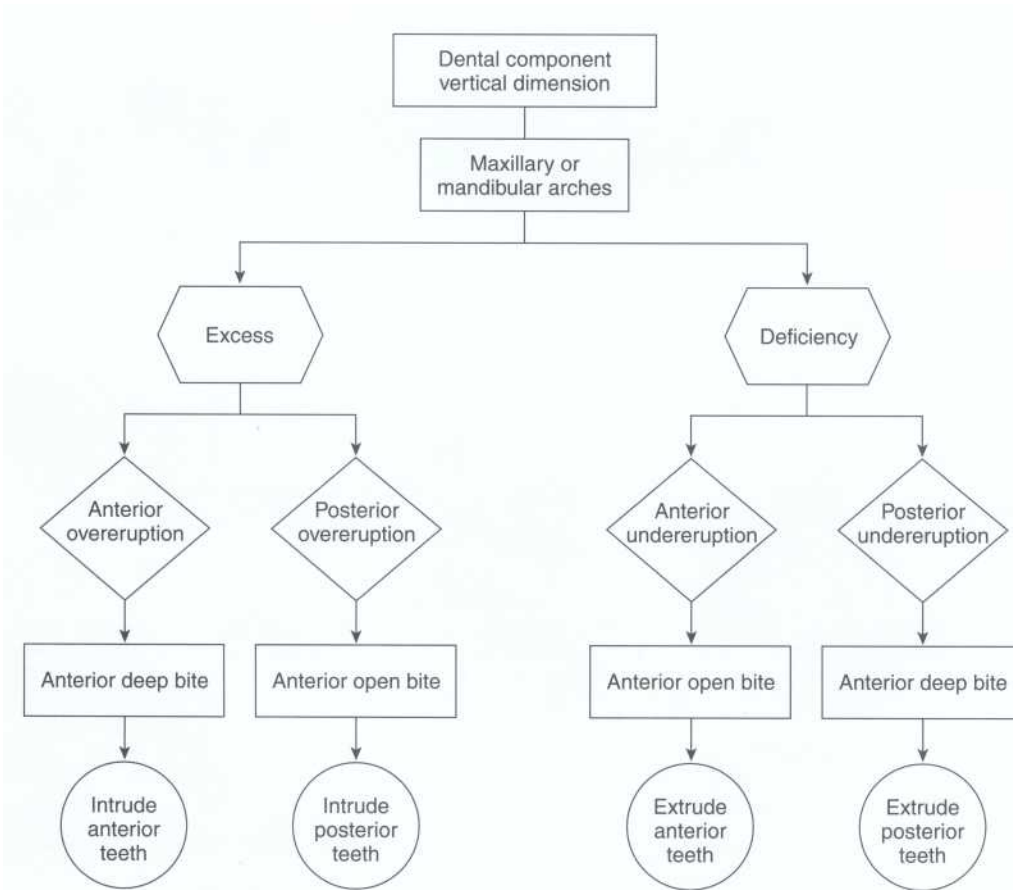 Dental component
vertical dimension
Maxillary or
mandibular arches
Excess
Deficiency
Anterior
overeruption
Posterior
overeruption
Anterior
undereruption
Posterior
undereruption
Anterior deep bite
Anterior open bite
Anterior open bite
Anterior deep bite
Intrude
anterior
teeth
Intrude
posterior
teeth
Extrude
anterior
teeth
Extrude
posterior
teeth